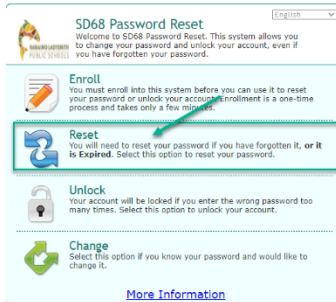 English
SD68 Password Reset
Welcome to SD68 Password Reset. This system allows you
to change your password and unlock your account, even if
you have forgotten your password.
NANAIMO LADYSMITH
PUBLIC SCHOOLS
Enroll
You must enroll into this system before you can use it to reset
your password or unlock your account. Enrollment is a one-time
process and takes only a few minutes.
Reset
You will need to reset your password if you have forgotten it, or it
is Expired. Select this option to reset your password.
Unlock
Your account will be locked if you enter the wrong password too
many times. Select this option to unlock your account.
Change
Select this option if you know your password and would like to
change it.
More Information